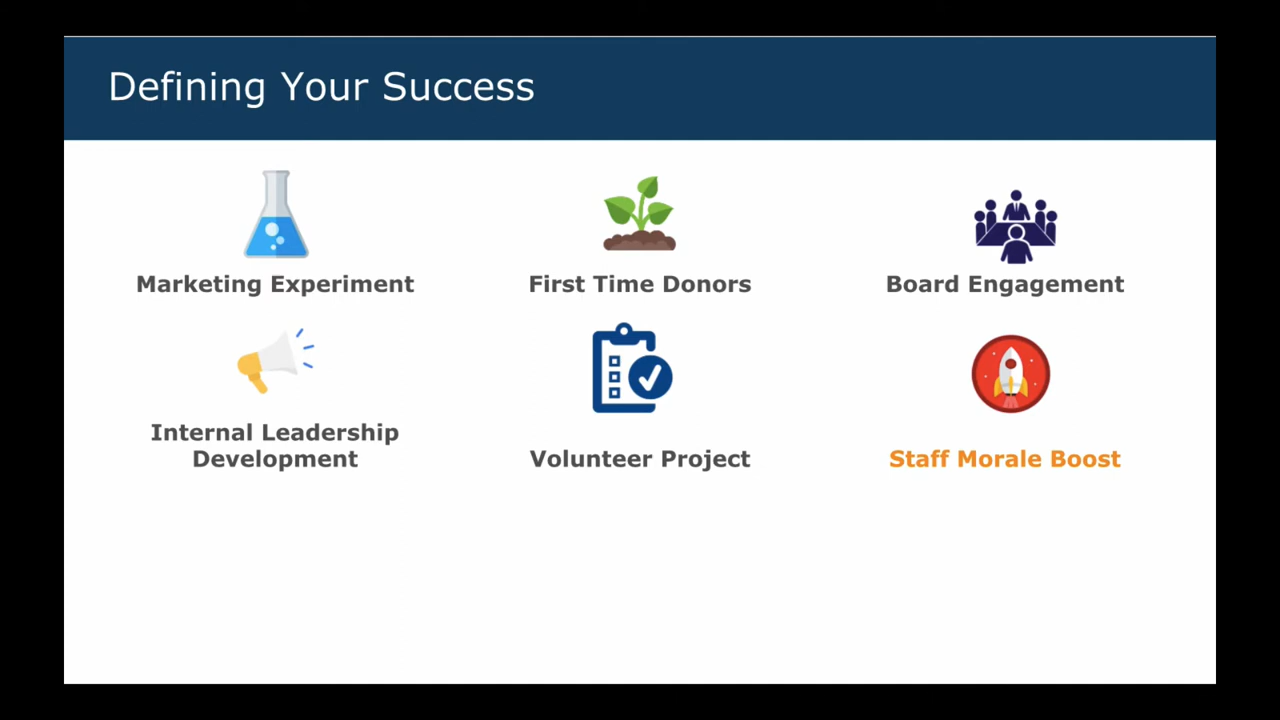 Defining Your Success
Marketing Experiment
First Time Donors
Board Engagement
Internal Leadership
Development
Volunteer Project
Staff Morale Boost